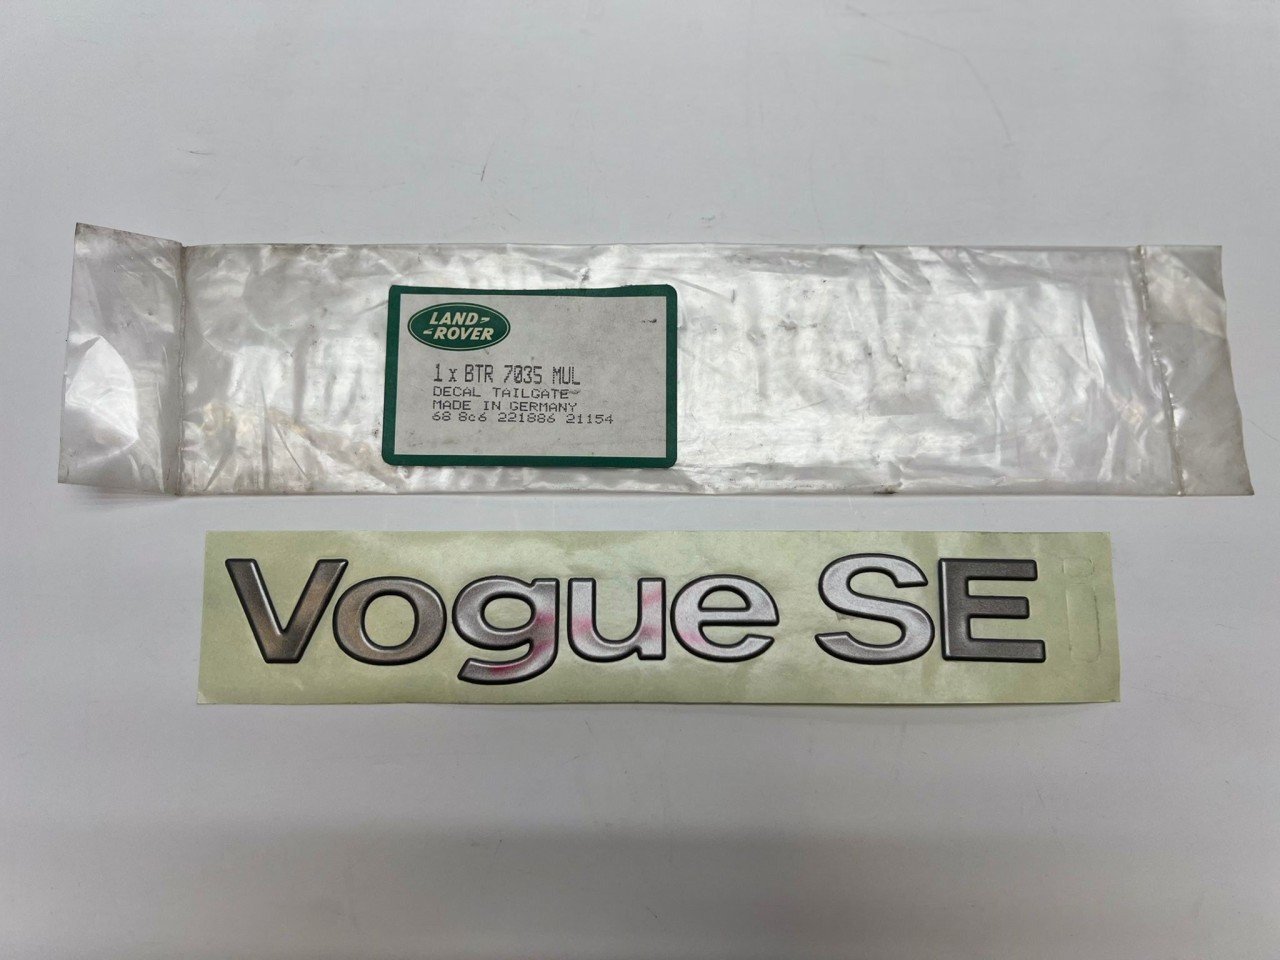 LAND-
-ROVER
1 x BTR 7035 MUL
DECAL TAILGATE
MADE IN GERMANY
68 8c6 221886 21154
Vogue SE